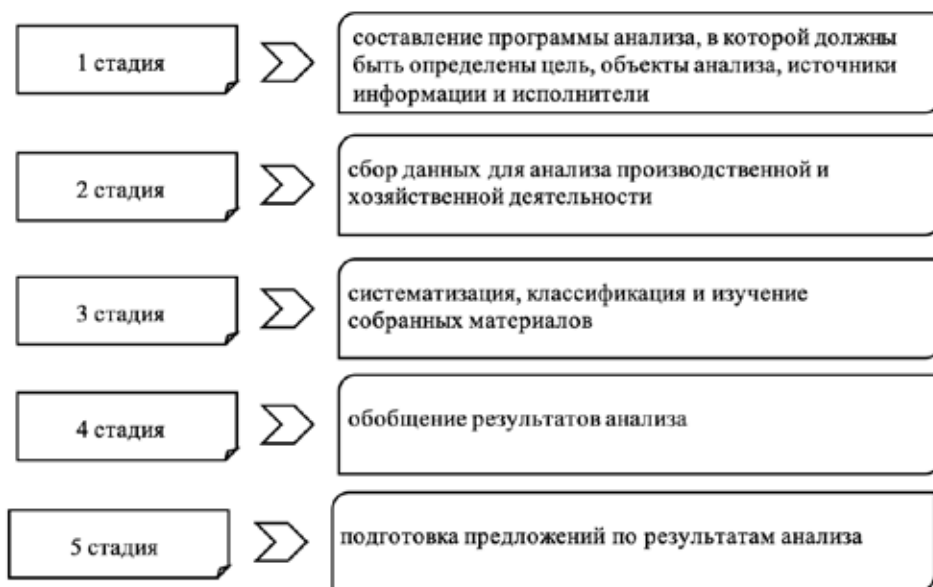 1 стадия
составление программы анализа, в которой должны
быть определены цель, объекты анализа, источники
информации и исполнители
2 стадия
сбор данных для анализа производственной и
хозяйственной деятельности
3 стадия
систематизация, классификация и изучение
собранных материалов
4 стадия
обобщение результатов анализа
5 стадия
подготовка предложений по результатам анализа